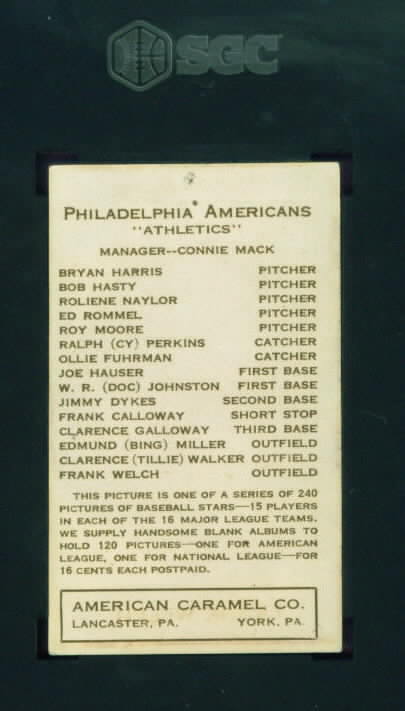 SGC
PHILADELPHIA AMERICANS
"ATHLETICS"
MANAGER--CONNIE MACK
BRYAN HARRIS PITCHER
BOB HASTY PITCHER
ROLIENE NAYLOR PITCHER
ED ROMMEL PITCHER
ROY MOORE PITCHER
RALPH (CY) PERKINS CATCHER
OLLIE FUHRMAN CATCHER
JOE HAUSER FIRST BASE
W. R. (DOC) JOHNSTON FIRST BASE
JIMMY DYKES SECOND BASE
FRANK CALLOWAY SHORT STOP
CLARENCE GALLOWAY THIRD BASE
EDMUND (BING) MILLER OUTFIELD
CLARENCE (TILLIE) WALKER OUTFIELD
FRANK WELCH OUTFIELD
THIS PICTURE IS ONE OF A SERIES OF 240
PICTURES OF BASEBALL STARS—15 PLAYERS
IN EACH OF THE 16 MAJOR LEAGUE TEAMS.
WE SUPPLY HANDSOME BLANK ALBUMS TO
HOLD 120 PICTURES—ONE FOR AMERICAN
LEAGUE, ONE FOR NATIONAL LEAGUE—FOR
16 CENTS EACH POSTPAID.
AMERICAN CARAMEL CO.
LANCASTER, PA. YORK, PA.